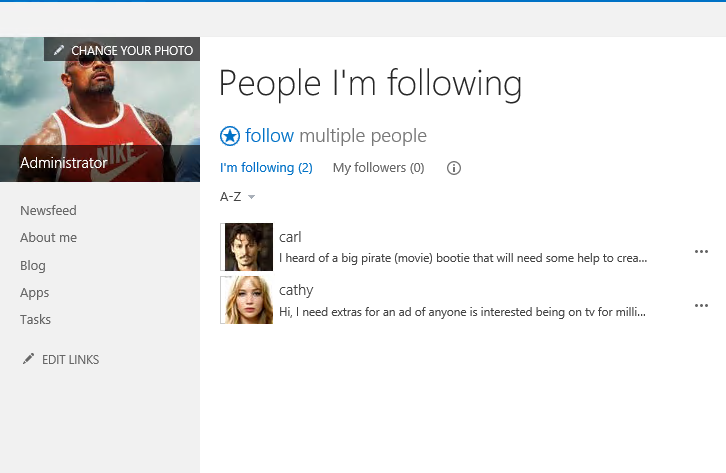 CHANGE YOUR PHOTO
NIKE
Administrator
Newsfeed
About me
Blog
Apps
Tasks
EDIT LINKS
People I'm following
follow multiple people
I'm following (2) My followers (0)
A-Z
carl
I heard of a big pirate (movie) bootie that will need some help to crea...
cathy
Hi, I need extras for an ad of anyone is interested being on tv for milli...